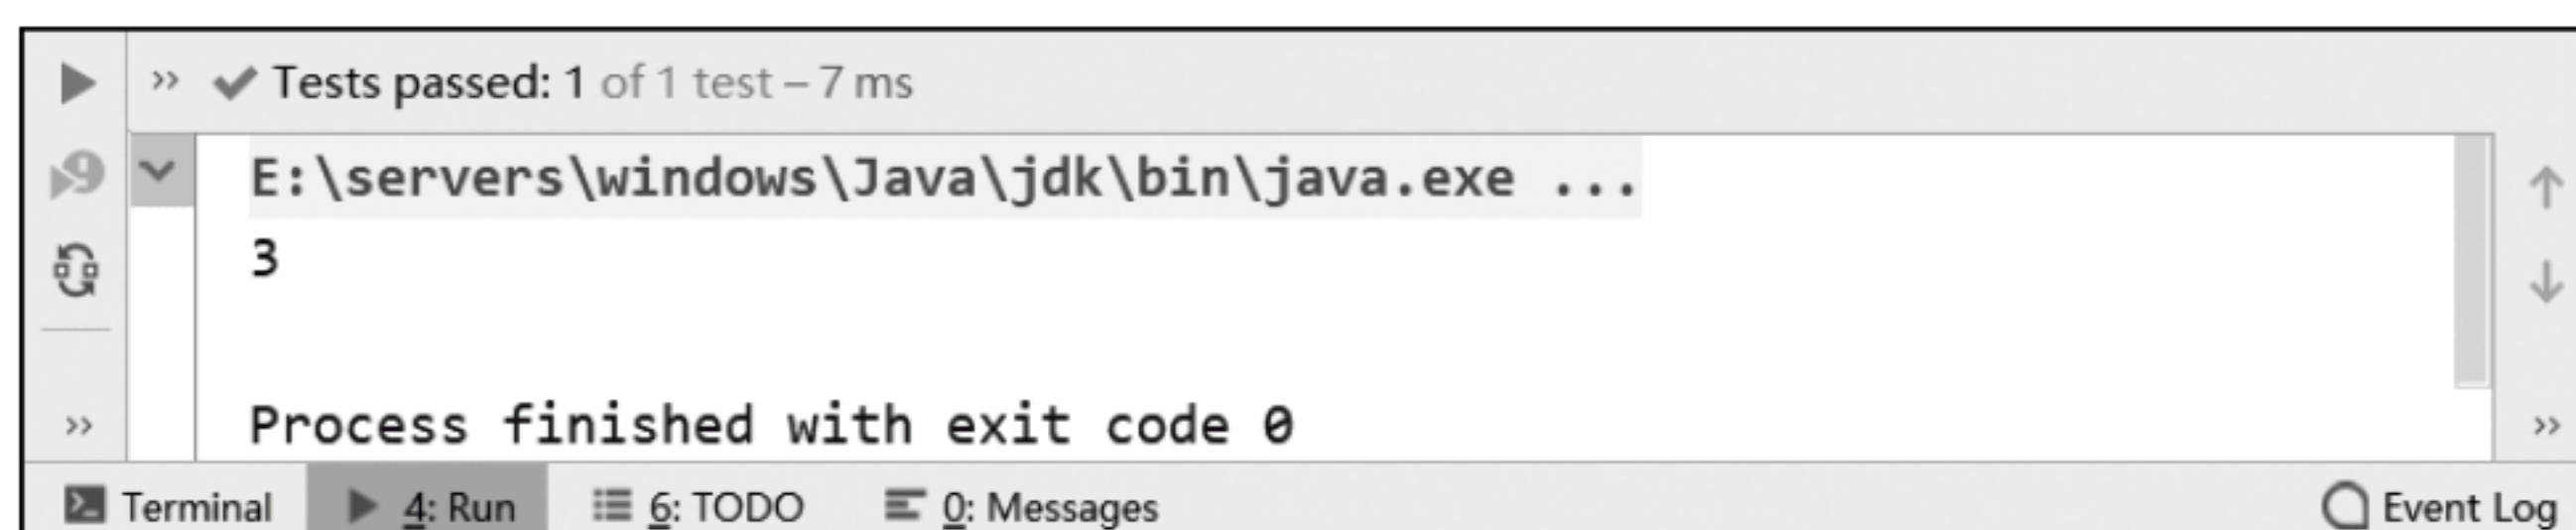 Tests passed: 1 of 1 test – 7 ms
E:\servers\windows\Java\jdk\bin\java.exe ...
3
Process finished with exit code 0
Terminal 4: Run 6: TODO 0: Messages Event Log